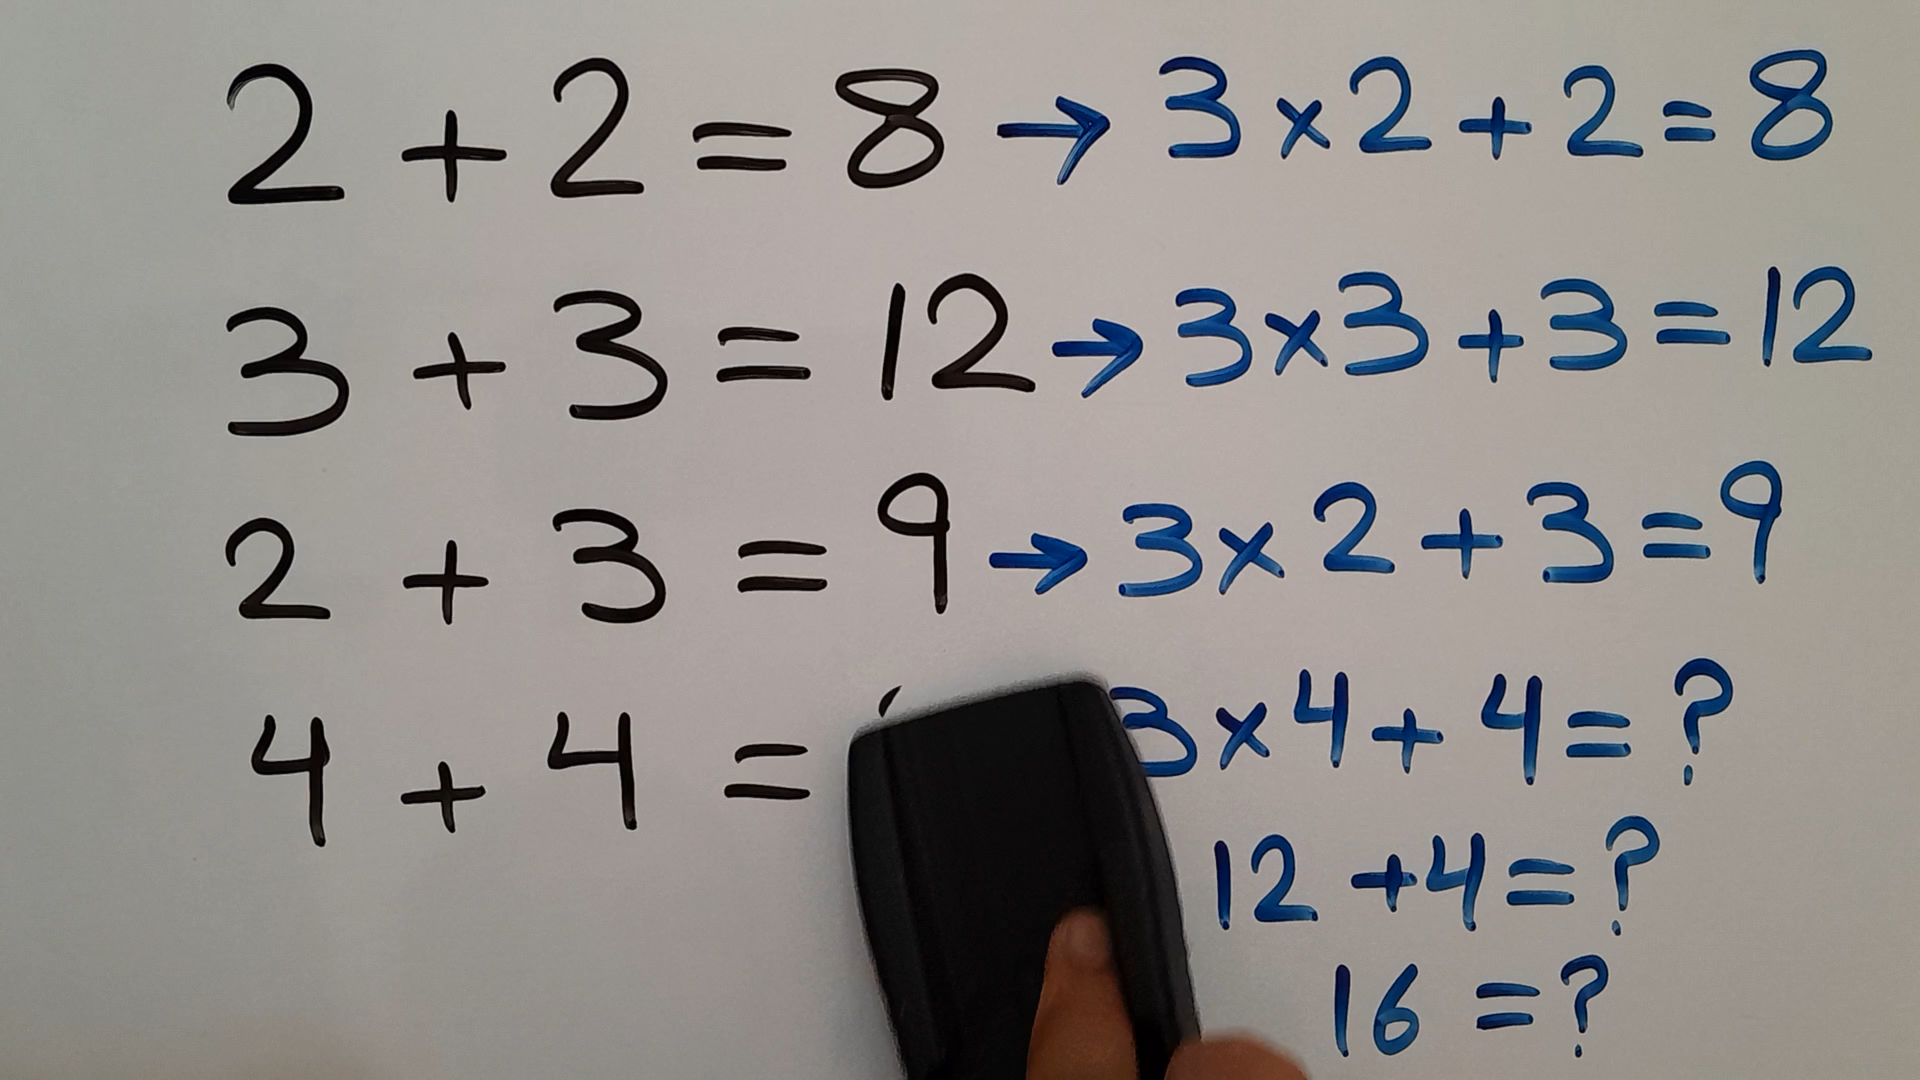 2 + 2 = 8 → 3 × 2 + 2 = 8
3 + 3 = 12 → 3 × 3 + 3 = 12
2 + 3 = 9 → 3 × 2 + 3 = 9
4 + 4 = 3 × 4 + 4 = ?
12 + 4 = ?
16 = ?